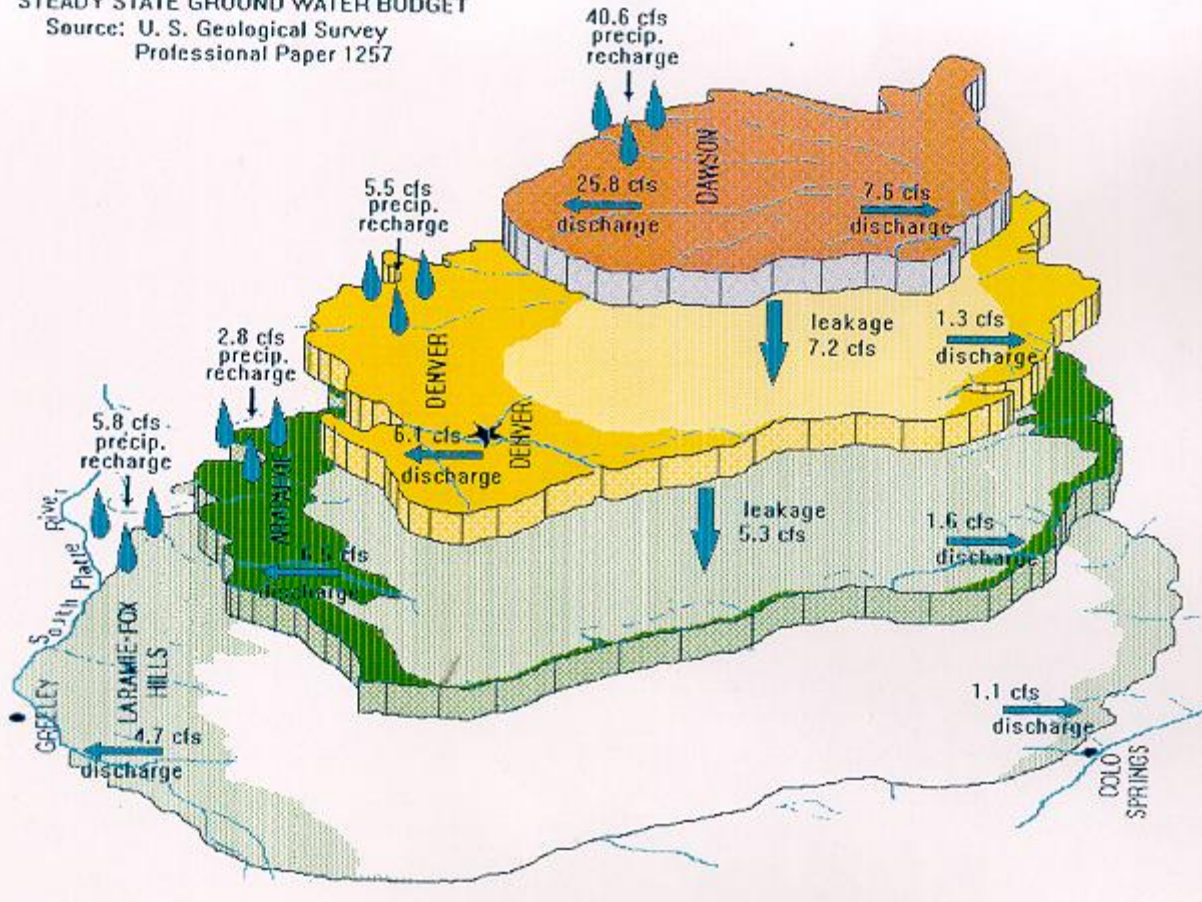 STEADY STATE GROUND WATER BUDGET
Source: U. S. Geological Survey
Professional Paper 1257
40.6 cfs
precip.
recharge
DAWSON
25.8 cfs
discharge
7.6 cfs
discharge
5.5 cfs
precip.
recharge
DENVER
leakage
7.2 cfs
1.3 cfs
discharge
2.8 cfs
precip.
recharge
6.1 cfs
discharge
DENVER
5.8 cfs
precip.
recharge
ARAPAHOE
leakage
5.3 cfs
1.6 cfs
discharge
6.5 cfs
discharge
South Platte River
LARAMIE-FOX
HILLS
GREELEY
4.7 cfs
discharge
1.1 cfs
discharge
COLO
SPRINGS